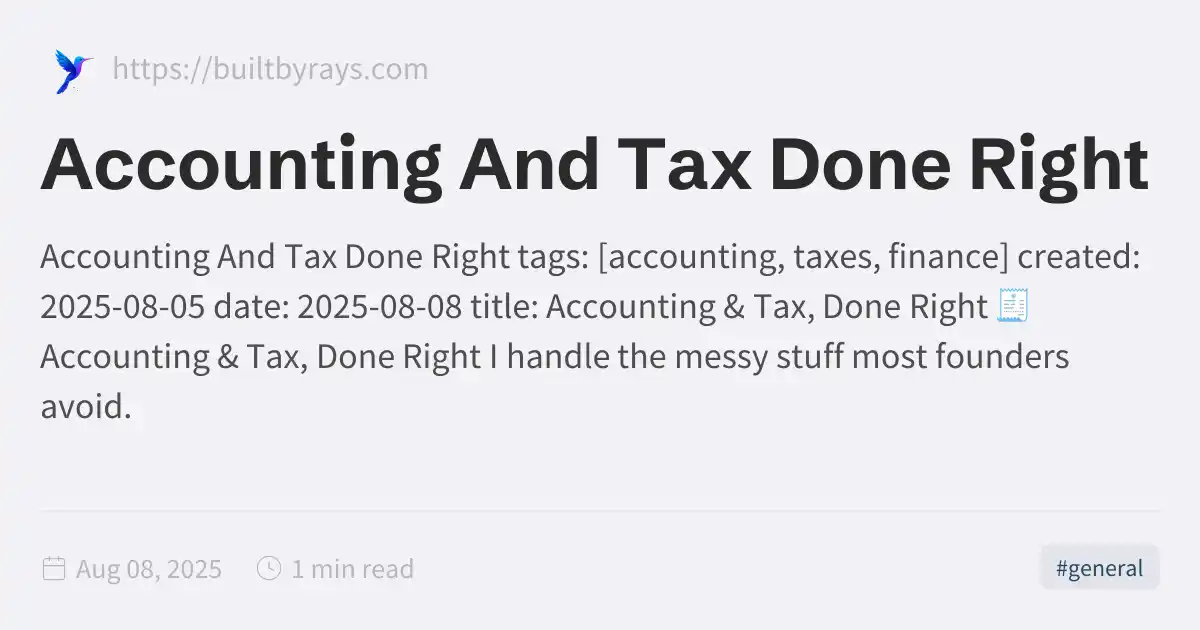 https://builtbyrays.com
Accounting And Tax Done Right
Accounting And Tax Done Right tags: [accounting, taxes, finance] created:
2025-08-05 date: 2025-08-08 title: Accounting & Tax, Done Right 🧾
Accounting & Tax, Done Right I handle the messy stuff most founders
avoid.
Aug 08, 2025
1 min read
#general